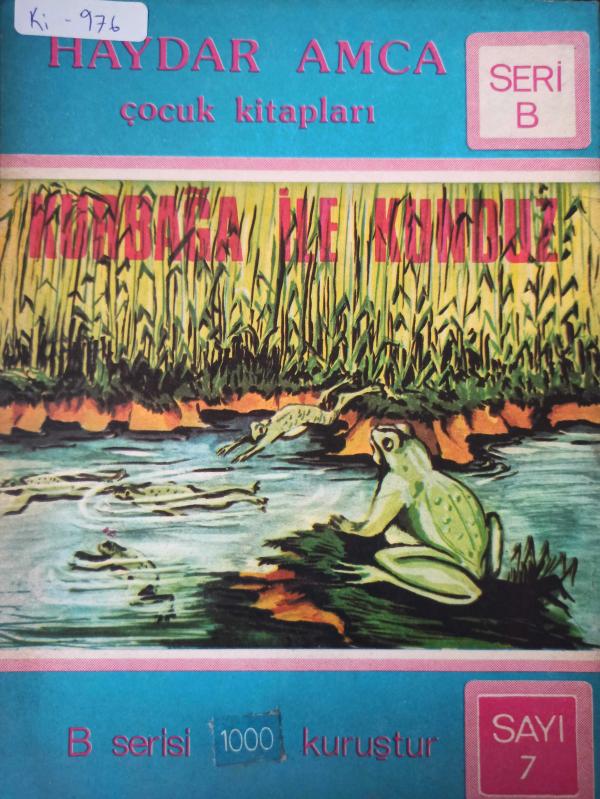 Ki - 976
HAYDAR AMCA
çocuk kitapları
SERİ
B
KURBAĞA İLE KUNDUZ
B serisi 1000 kuruştur
SAYI
7